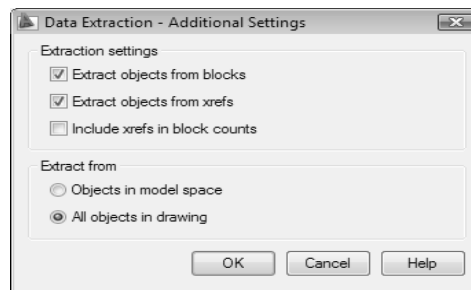 Data Extraction - Additional Settings
Extraction settings
Extract objects from blocks
Extract objects from xrefs
Include xrefs in block counts
Extract from
Objects in model space
All objects in drawing
OK Cancel Help